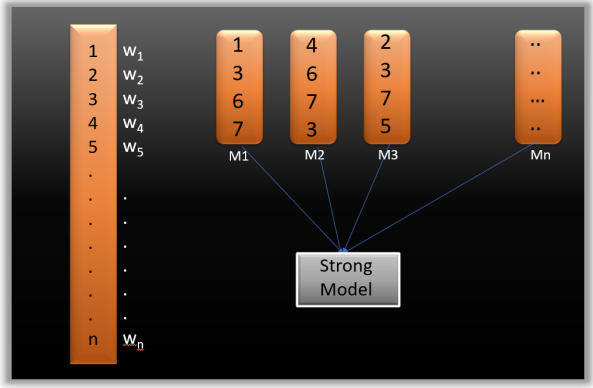 1 w1
2 w2
3 w3
4 w4
5 w5
.
. .
. .
. .
. .
. .
. .
n wn
1
3
6
7
M1
4
6
7
3
M2
2
3
7
5
M3
..
..
...
..
Mn
Strong
Model